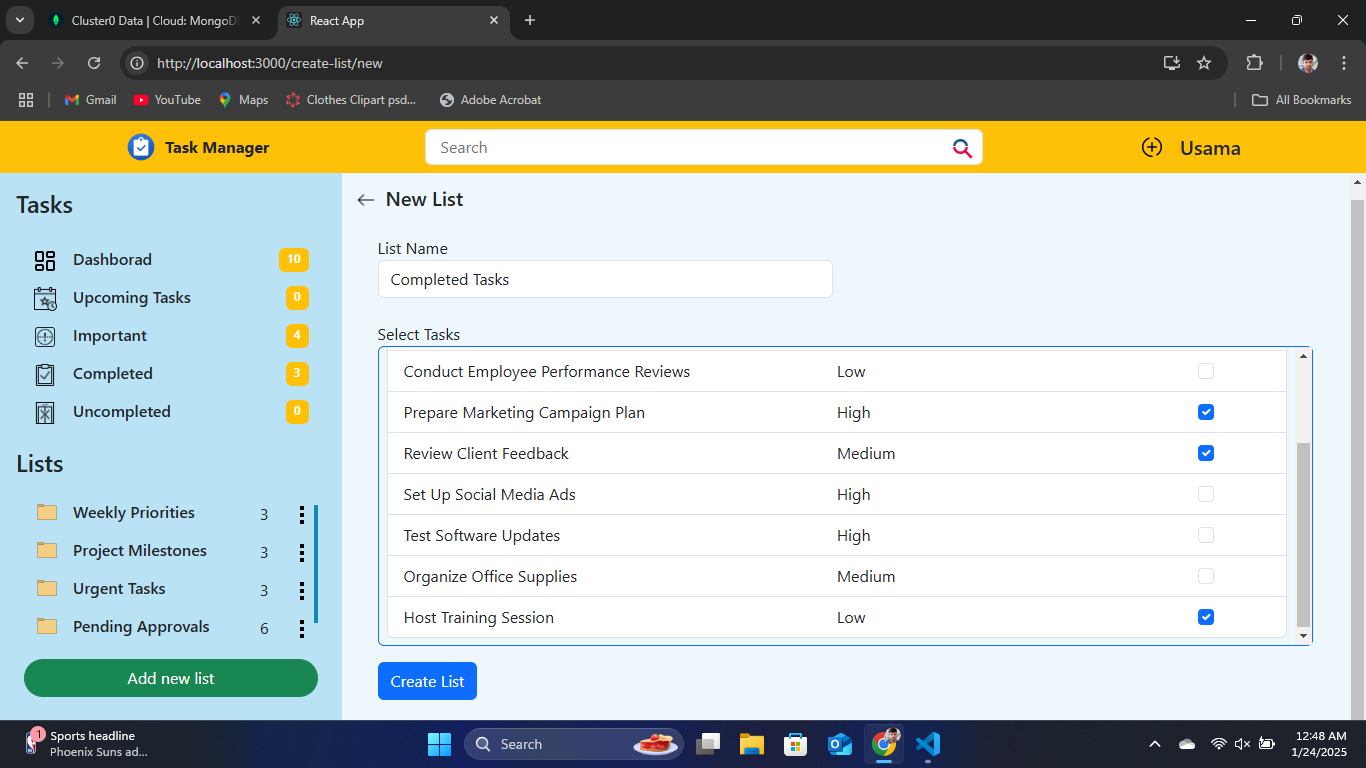 Cluster0 Data | Cloud: MongoD
React App
http://localhost:3000/create-list/new
Gmail
YouTube
Maps
Clothes Clipart psd...
Adobe Acrobat
All Bookmarks
Task Manager
Search
Usama
Tasks
Dashborad 10
Upcoming Tasks 0
Important 4
Completed 3
Uncompleted 0
Lists
Weekly Priorities 3
Project Milestones 3
Urgent Tasks 3
Pending Approvals 6
Add new list
New List
List Name
Completed Tasks
Select Tasks
Conduct Employee Performance Reviews Low
Prepare Marketing Campaign Plan High
Review Client Feedback Medium
Set Up Social Media Ads High
Test Software Updates High
Organize Office Supplies Medium
Host Training Session Low
Create List
1
Sports headline
Phoenix Suns ad...
Search
12:48 AM
1/24/2025